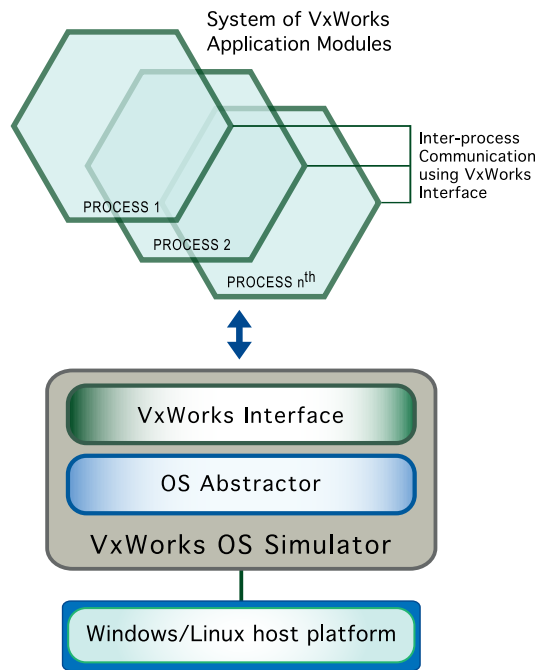 System of VxWorks
Application Modules
Inter-process
Communication
using VxWorks
Interface
PROCESS 1
PROCESS 2
PROCESS nth
VxWorks Interface
OS Abstractor
VxWorks OS Simulator
Windows/Linux host platform